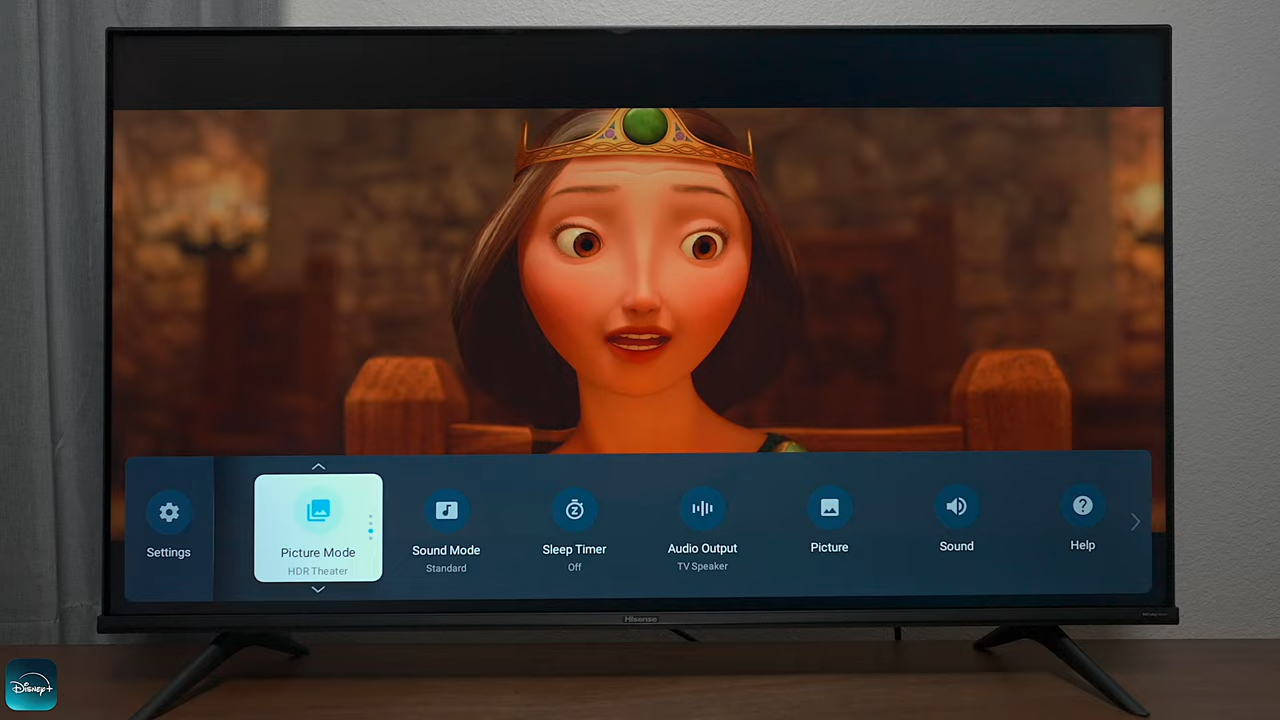 Settings
Picture Mode
HDR Theater
Sound Mode
Standard
Sleep Timer
Off
Audio Output
TV Speaker
Picture
Sound
Help
Hisense
Disney+